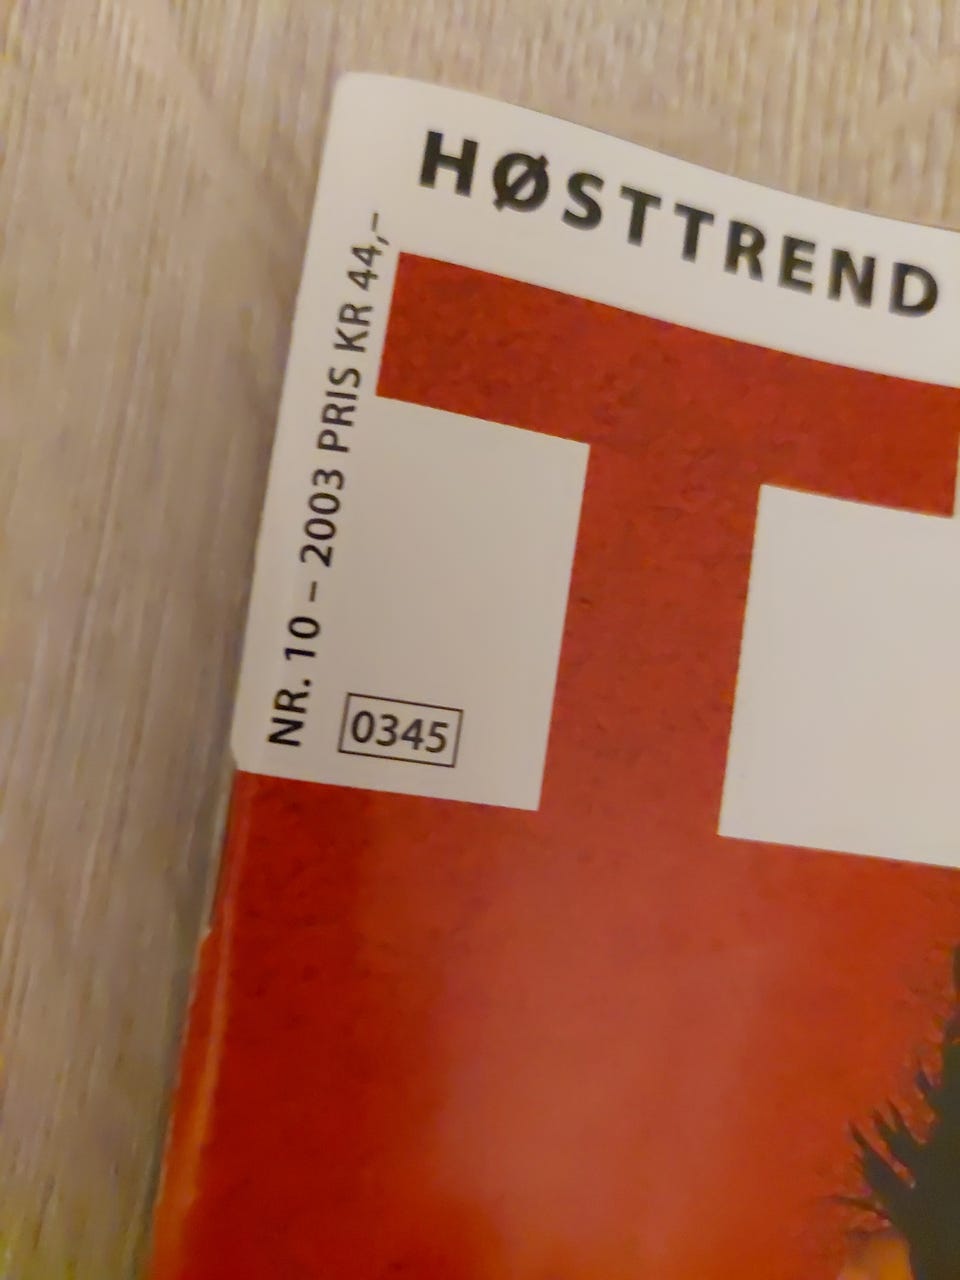 HØSTTREND
NR. 10 – 2003 PRIS KR 44,–
T
0345